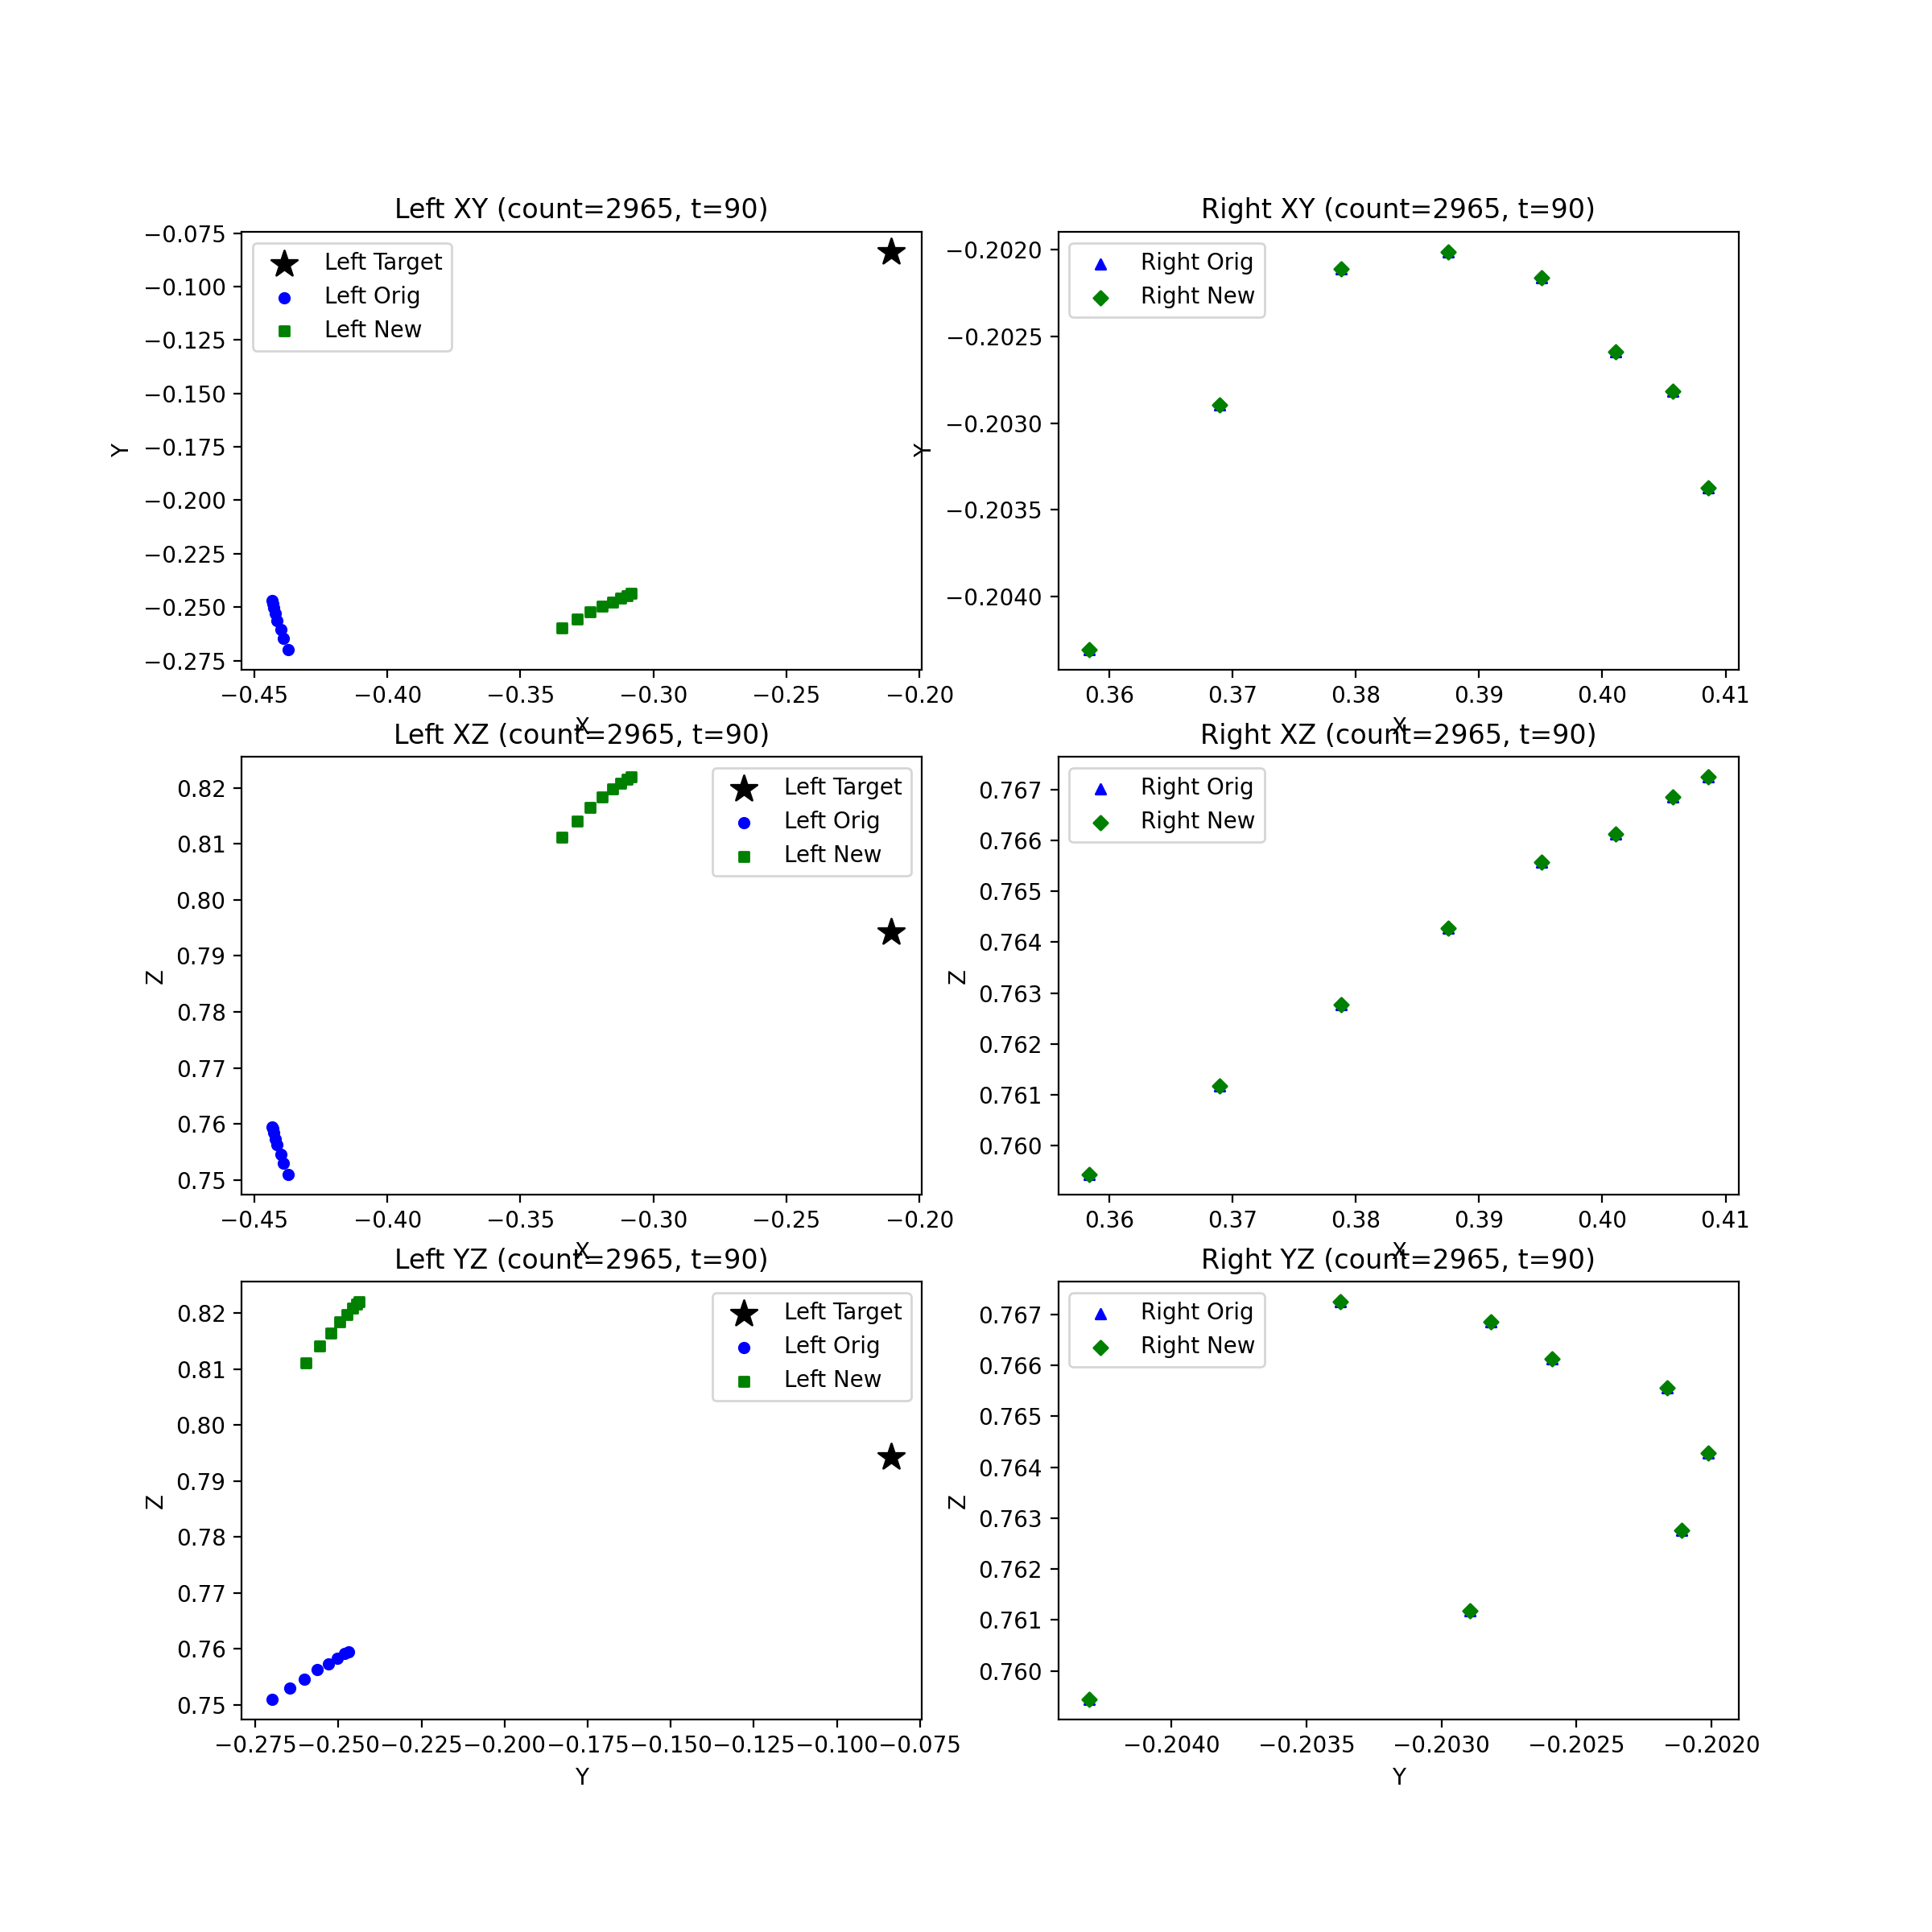 Left XY (count=2965, t=90)
Left Target
Left Orig
Left New
−0.075
−0.100
−0.125
−0.150
−0.175
−0.200
−0.225
−0.250
−0.275
Y
−0.45
−0.40
−0.35
−0.30
−0.25
−0.20
X
Right XY (count=2965, t=90)
Right Orig
Right New
−0.2020
−0.2025
−0.2030
−0.2035
−0.2040
Y
0.36
0.37
0.38
0.39
0.40
0.41
X
Left XZ (count=2965, t=90)
Left Target
Left Orig
Left New
0.82
0.81
0.80
0.79
0.78
0.77
0.76
0.75
Z
−0.45
−0.40
−0.35
−0.30
−0.25
−0.20
X
Right XZ (count=2965, t=90)
Right Orig
Right New
0.767
0.766
0.765
0.764
0.763
0.762
0.761
0.760
Z
0.36
0.37
0.38
0.39
0.40
0.41
X
Left YZ (count=2965, t=90)
Left Target
Left Orig
Left New
0.82
0.81
0.80
0.79
0.78
0.77
0.76
0.75
Z
−0.275
−0.250
−0.225
−0.200
−0.175
−0.150
−0.125
−0.100
−0.075
Y
Right YZ (count=2965, t=90)
Right Orig
Right New
0.767
0.766
0.765
0.764
0.763
0.762
0.761
0.760
Z
−0.2040
−0.2035
−0.2030
−0.2025
−0.2020
Y